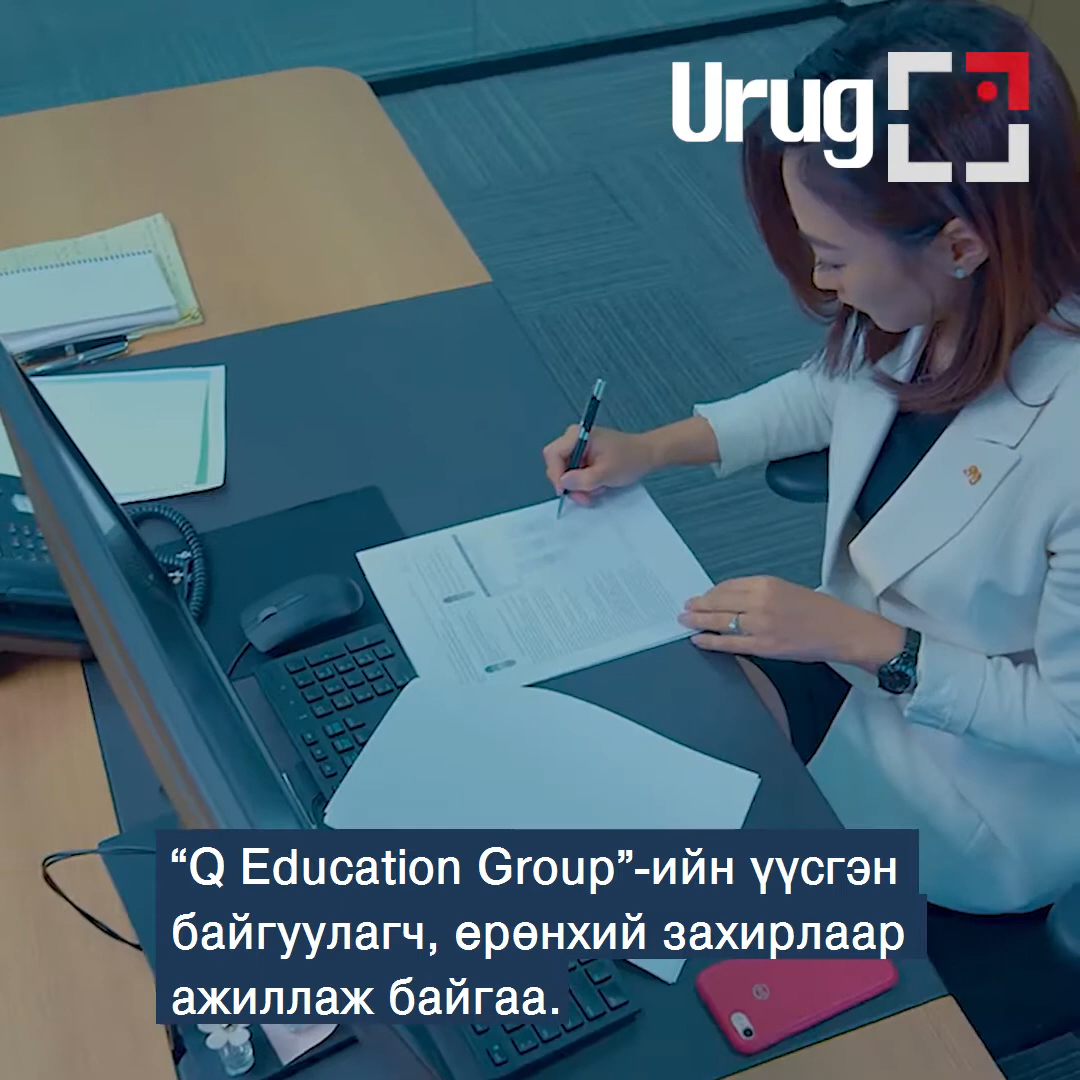 Urug
“Q Education Group”-ийн үүсгэн
байгуулагч, ерөнхий захирлаар
ажиллаж байгаа.